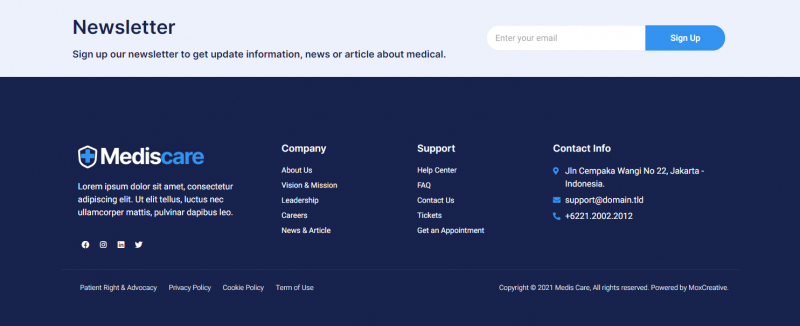 Newsletter
Sign up our newsletter to get update information, news or article about medical.
Enter your email
Sign Up
Mediscare
Lorem ipsum dolor sit amet, consectetur
adipiscing elit. Ut elit tellus, luctus nec
ullamcorper mattis, pulvinar dapibus leo.
Company
About Us
Vision & Mission
Leadership
Careers
News & Article
Support
Help Center
FAQ
Contact Us
Tickets
Get an Appointment
Contact Info
Jln Cempaka Wangi No 22, Jakarta -
Indonesia.
support@domain.tld
+6221.2002.2012
Patient Right & Advocacy
Privacy Policy
Cookie Policy
Term of Use
Copyright © 2021 Medis Care, All rights reserved. Powered by MoxCreative.